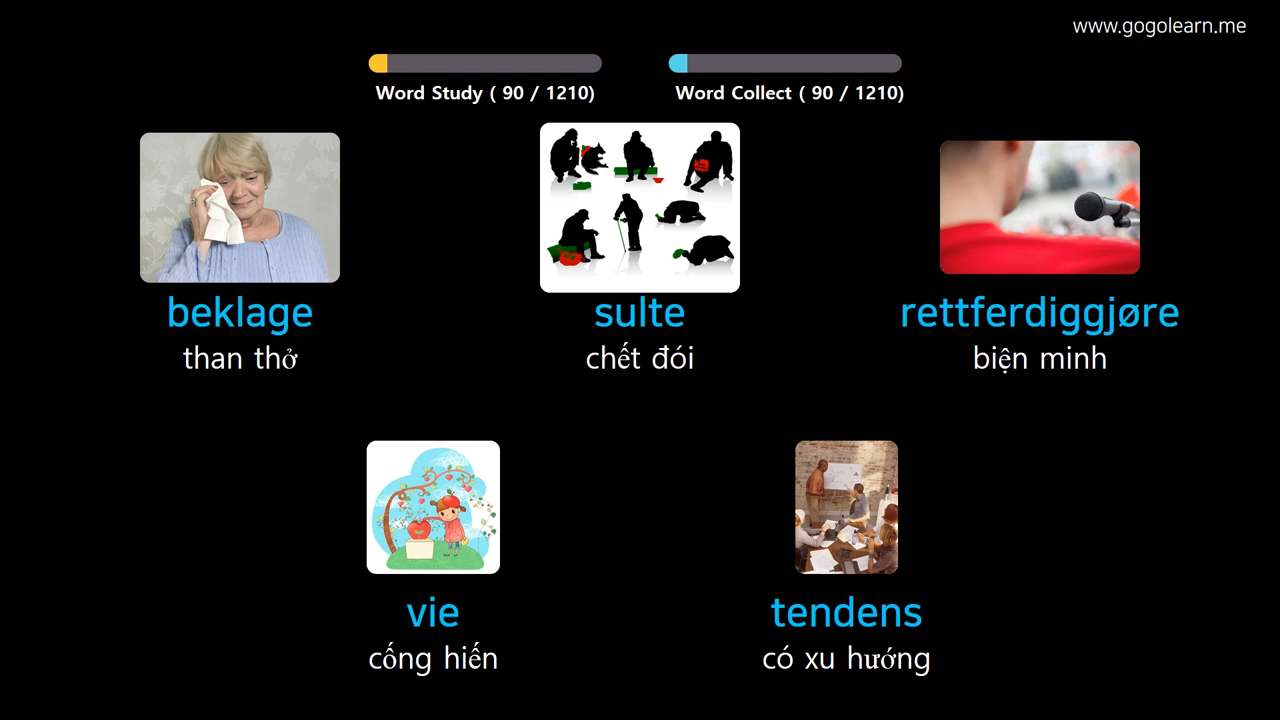 www.gogolearn.me
Word Study ( 90 / 1210)
Word Collect ( 90 / 1210)
beklage
than thở
sulte
chết đói
rettferdiggjøre
biện minh
vie
cống hiến
tendens
có xu hướng